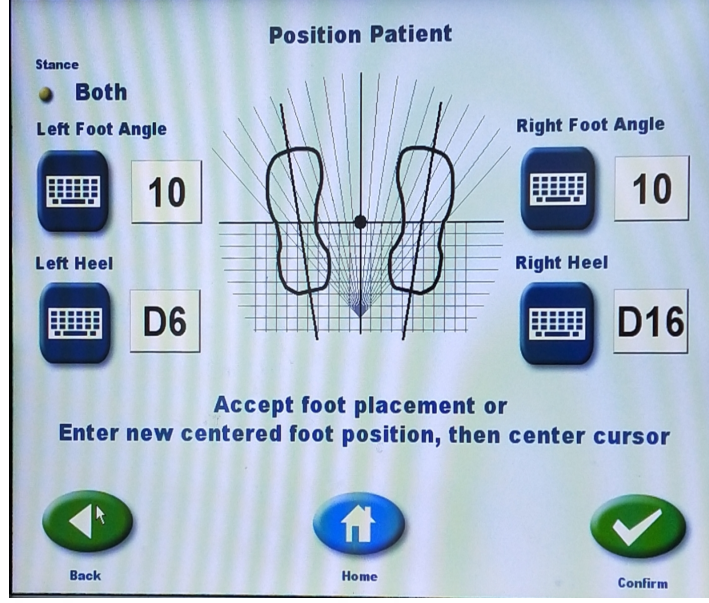 Position Patient
Stance
Both
Left Foot Angle
10
Right Foot Angle
10
Left Heel
D6
Right Heel
D16
Accept foot placement or
Enter new centered foot position, then center cursor
Back
Home
Confirm